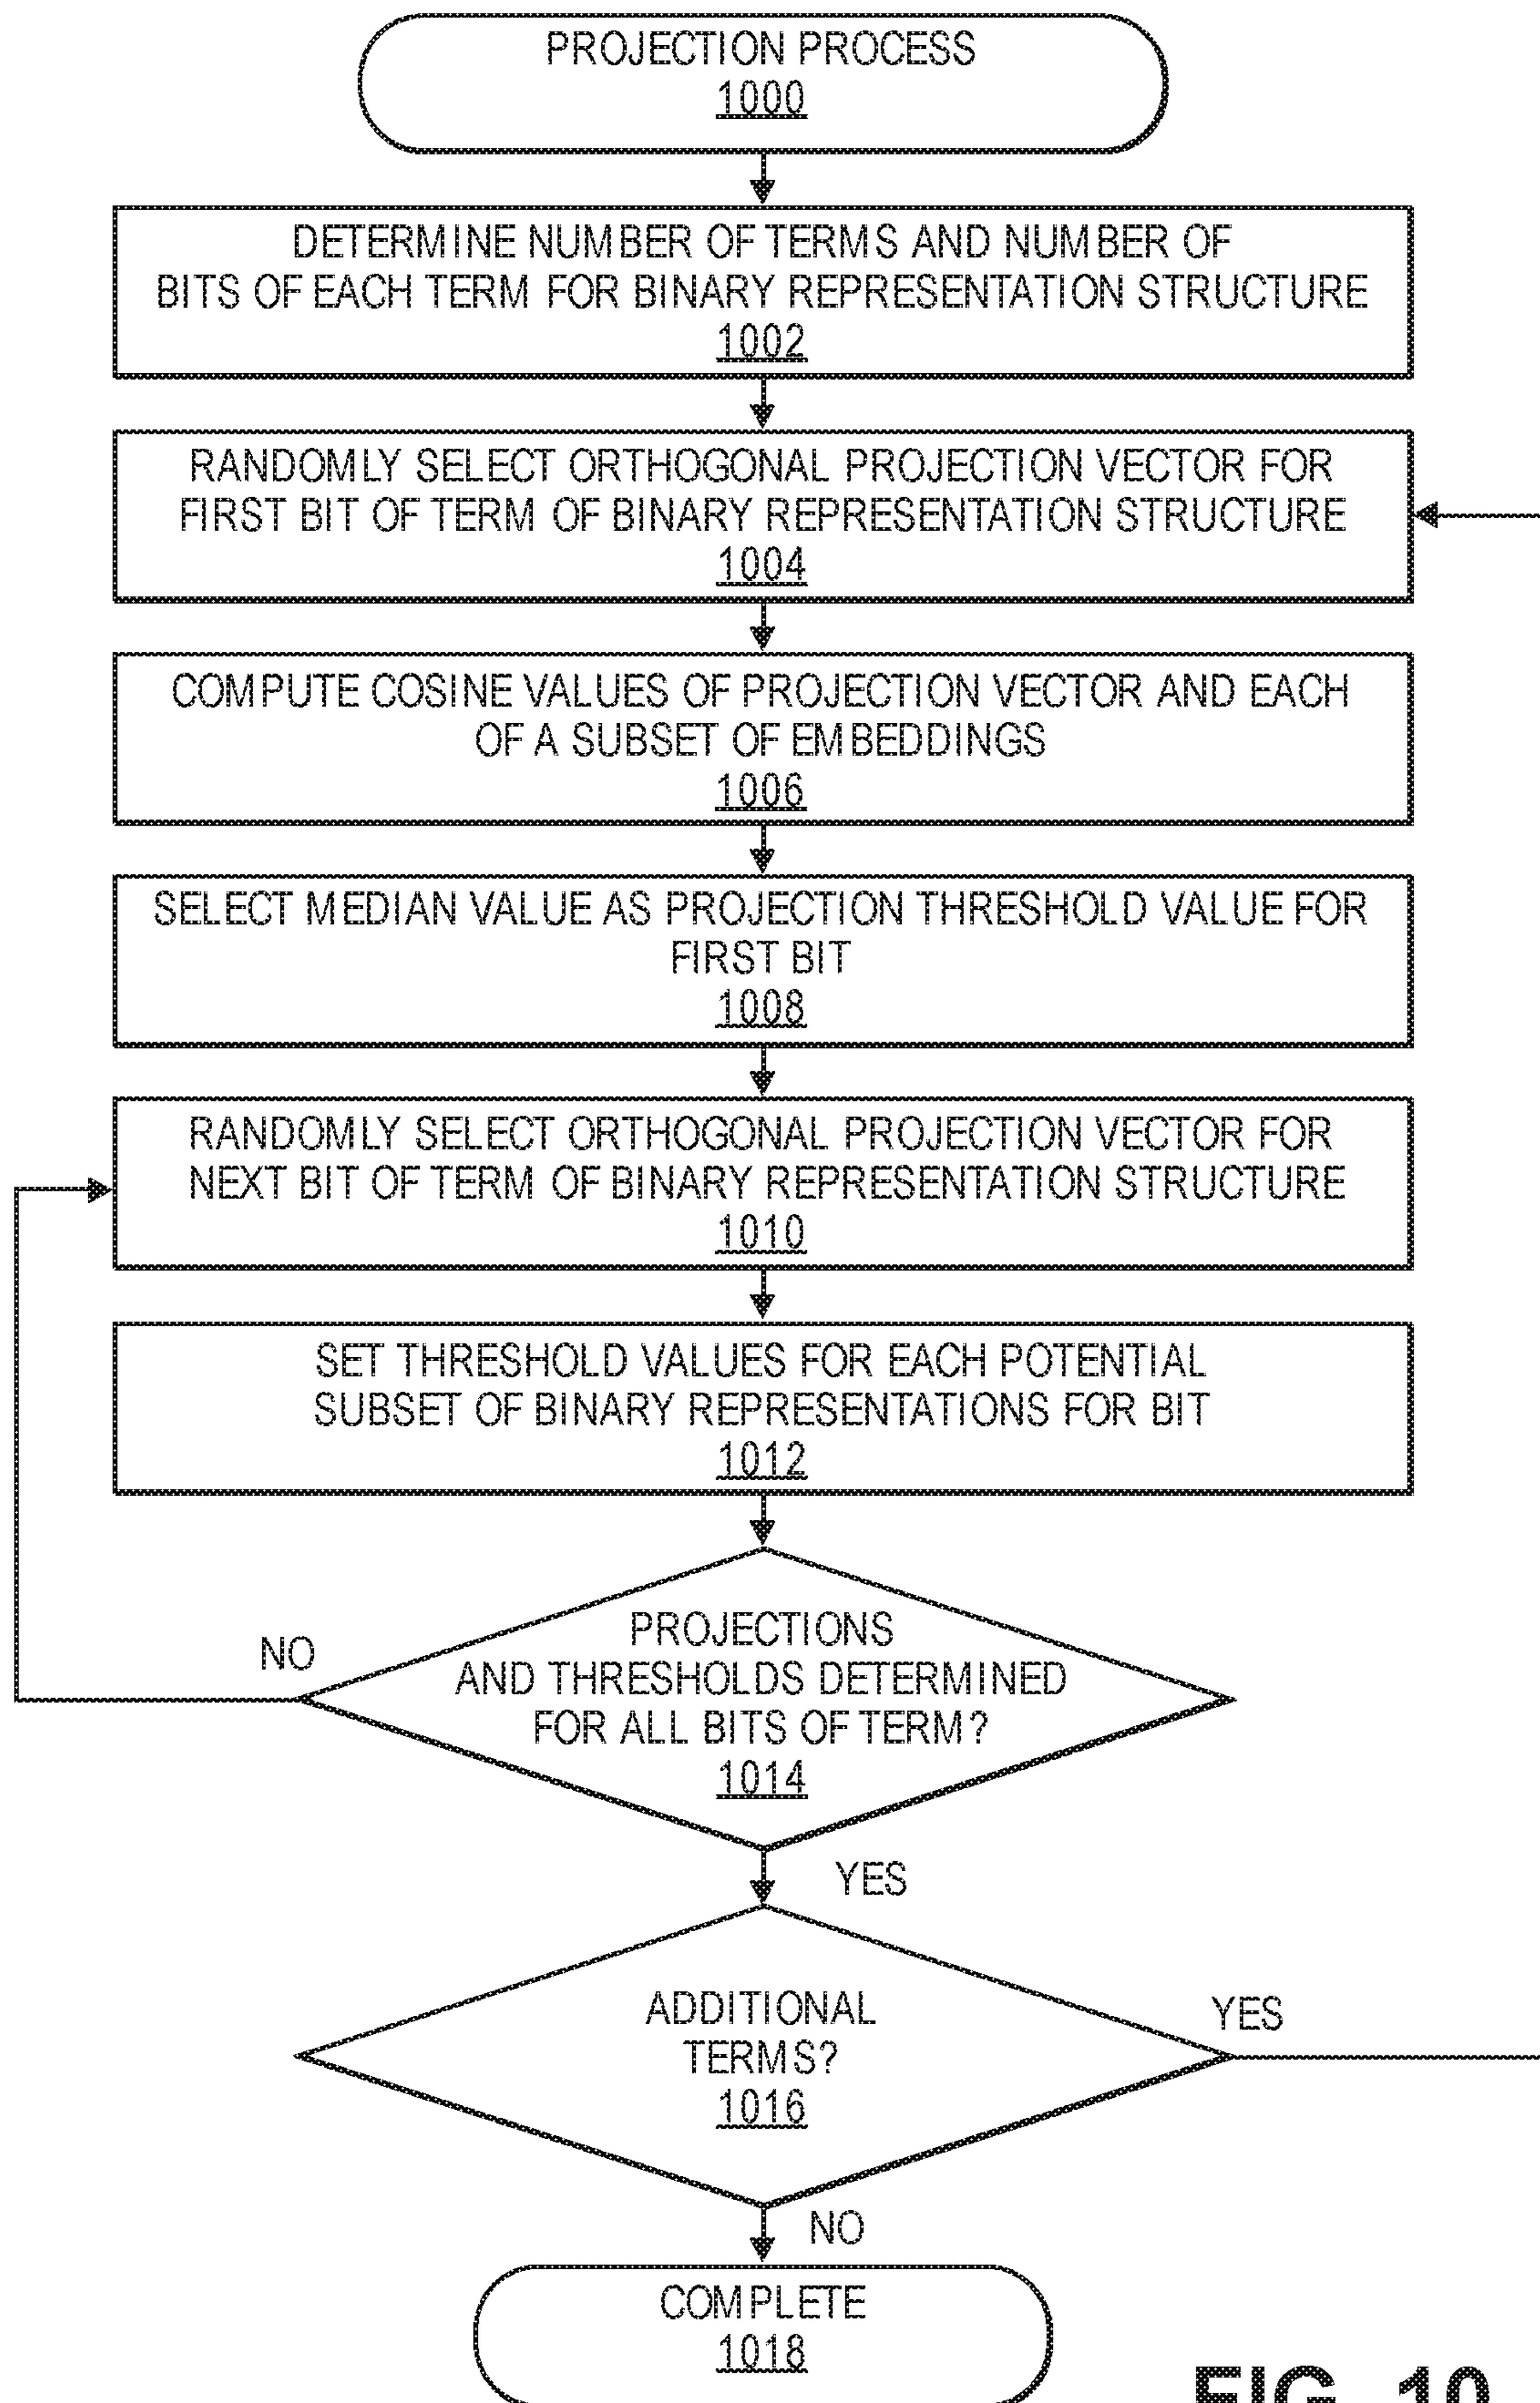 PROJECTION PROCESS
1000
DETERMINE NUMBER OF TERMS AND NUMBER OF
BITS OF EACH TERM FOR BINARY REPRESENTATION STRUCTURE
1002
RANDOMLY SELECT ORTHOGONAL PROJECTION VECTOR FOR
FIRST BIT OF TERM OF BINARY REPRESENTATION STRUCTURE
1004
COMPUTE COSINE VALUES OF PROJECTION VECTOR AND EACH
OF A SUBSET OF EMBEDDINGS
1006
SELECT MEDIAN VALUE AS PROJECTION THRESHOLD VALUE FOR
FIRST BIT
1008
RANDOMLY SELECT ORTHOGONAL PROJECTION VECTOR FOR
NEXT BIT OF TERM OF BINARY REPRESENTATION STRUCTURE
1010
SET THRESHOLD VALUES FOR EACH POTENTIAL
SUBSET OF BINARY REPRESENTATIONS FOR BIT
1012
PROJECTIONS
AND THRESHOLDS DETERMINED
FOR ALL BITS OF TERM?
1014
NO
YES
ADDITIONAL
TERMS?
1016
YES
NO
COMPLETE
1018
FIG. 10